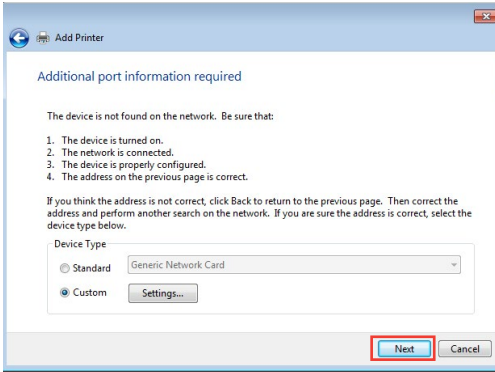 Add Printer
Additional port information required
The device is not found on the network. Be sure that:
1. The device is turned on.
2. The network is connected.
3. The device is properly configured.
4. The address on the previous page is correct.
If you think the address is not correct, click Back to return to the previous page. Then correct the
address and perform another search on the network. If you are sure the address is correct, select the
device type below.
Device Type
Standard Generic Network Card
Custom Settings...
Next Cancel